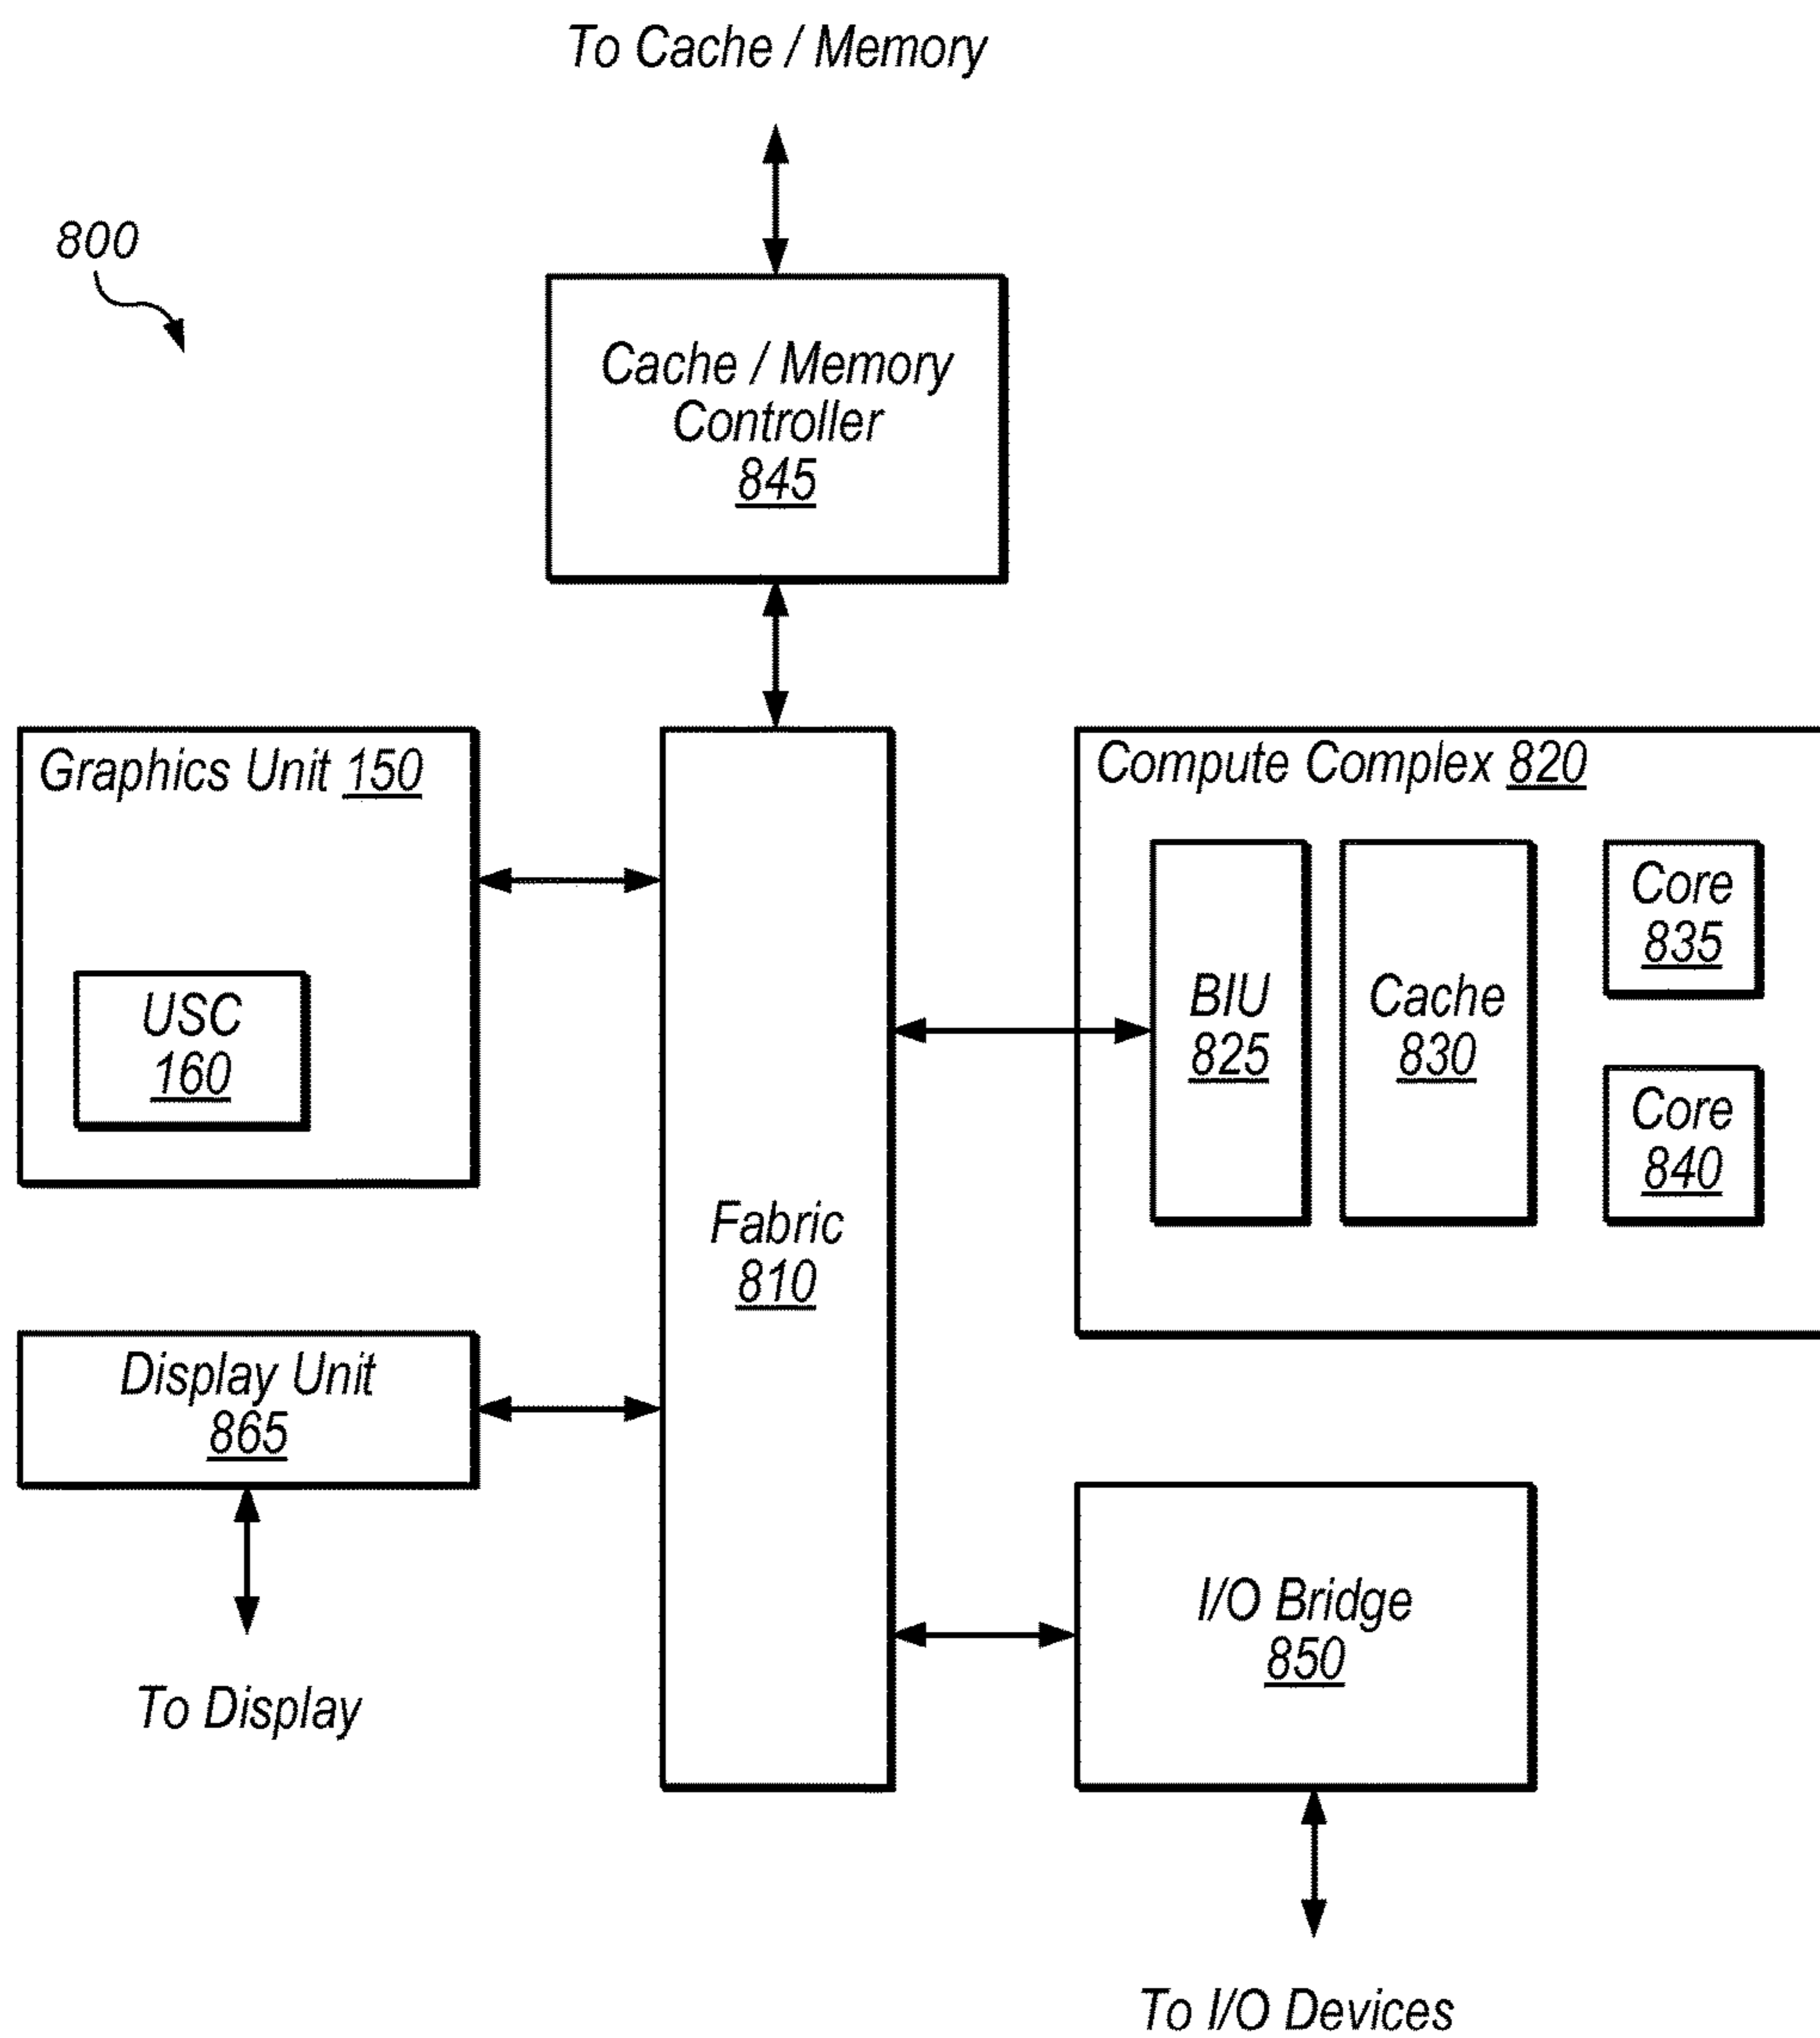 To Cache / Memory
800
Cache / Memory
Controller
845
Graphics Unit 150
USC
160
Fabric
810
Compute Complex 820
BIU
825
Cache
830
Core
835
Core
840
Display Unit
865
To Display
I/O Bridge
850
To I/O Devices